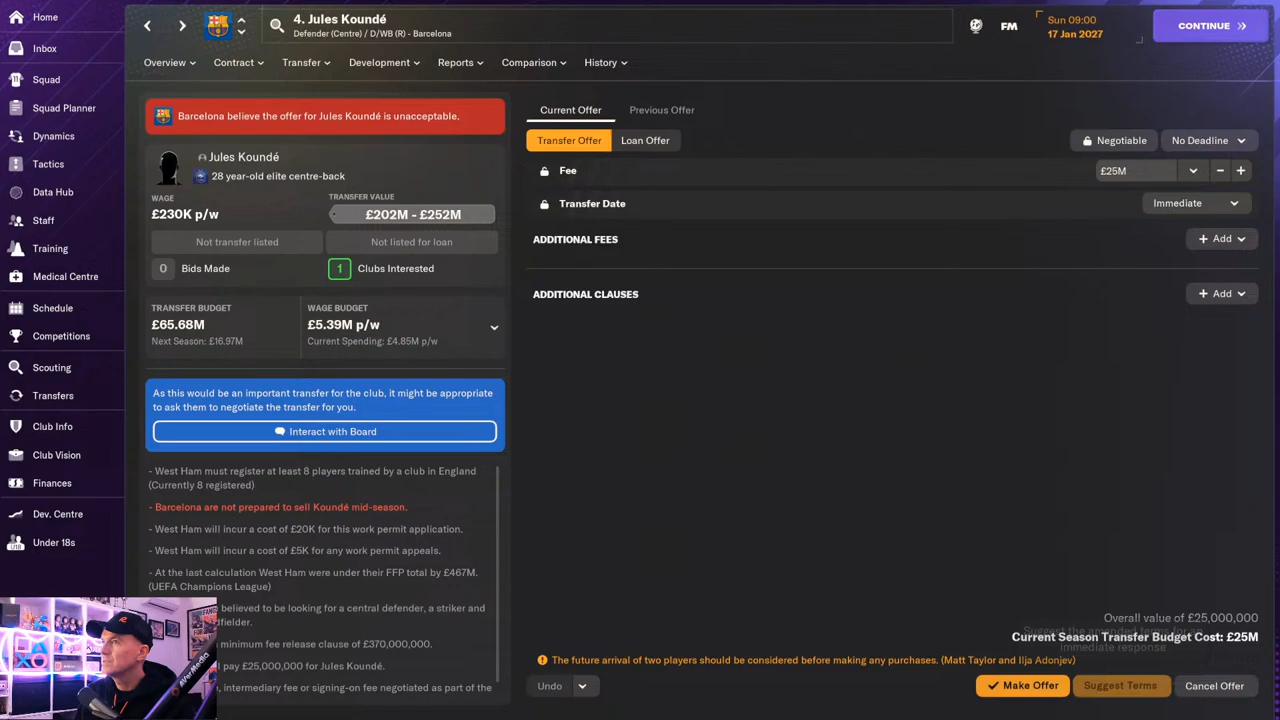 Home
Inbox
Squad
Squad Planner
Dynamics
Tactics
Data Hub
Staff
Training
Medical Centre
Schedule
Competitions
Scouting
Transfers
Club Info
Club Vision
Finances
Dev. Centre
Under 18s
4. Jules Koundé
Defender (Centre) / D/WB (R) - Barcelona
FM
Sun 09:00
17 Jan 2027
CONTINUE
Overview
Contract
Transfer
Development
Reports
Comparison
History
Barcelona believe the offer for Jules Koundé is unacceptable.
Jules Koundé
28 year-old elite centre-back
WAGE
£230K p/w
TRANSFER VALUE
£202M - £252M
Not transfer listed
Not listed for loan
0 Bids Made
1 Clubs Interested
TRANSFER BUDGET
£65.68M
Next Season: £16.97M
WAGE BUDGET
£5.39M p/w
Current Spending: £4.85M p/w
As this would be an important transfer for the club, it might be appropriate
to ask them to negotiate the transfer for you.
Interact with Board
- West Ham must register at least 8 players trained by a club in England
(Currently 8 registered)
- Barcelona are not prepared to sell Koundé mid-season.
- West Ham will incur a cost of £20K for this work permit application.
- West Ham will incur a cost of £5K for any work permit appeals.
- At the last calculation West Ham were under their FFP total by £467M.
(UEFA Champions League)
believed to be looking for a central defender, a striker and
fielder.
minimum fee release clause of £370,000,000.
pay £25,000,000 for Jules Koundé.
, intermediary fee or signing-on fee negotiated as part of the
Current Offer
Previous Offer
Transfer Offer
Loan Offer
Negotiable
No Deadline
Fee
£25M
Transfer Date
Immediate
ADDITIONAL FEES
+ Add
ADDITIONAL CLAUSES
+ Add
Overall value of £25,000,000
Suggest the amended terms for an
Current Season Transfer Budget Cost: £25M
immediate response
The future arrival of two players should be considered before making any purchases. (Matt Taylor and Ilja Adonjev)
Undo
Make Offer
Suggest Terms
Cancel Offer